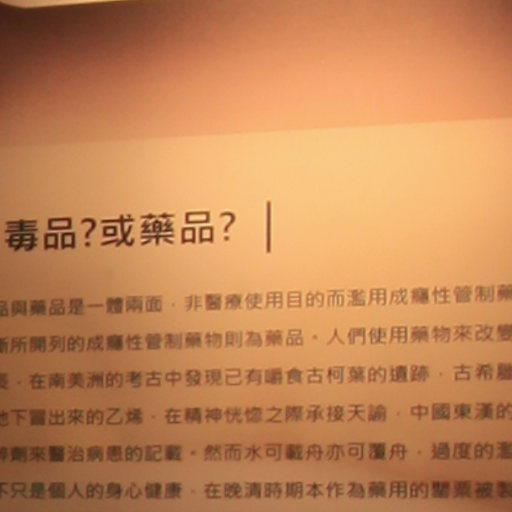 毒品?或藥品?
品與藥品是一體兩面，非醫療使用目的而濫用成癮性管制藥
所開列的成癮性管制藥物則為藥品。人們使用藥物來改變
，在南美洲的考古中發現已有嚼食古柯葉的遺跡，古希臘
地下冒出來的乙烯，在精神恍惚之際承接天諭，中國東漢的
醉劑來醫治病患的記載。然而水可載舟亦可覆舟，過度的濫
不只是個人的身心健康，在晚清時期本作為藥用的罌粟被製